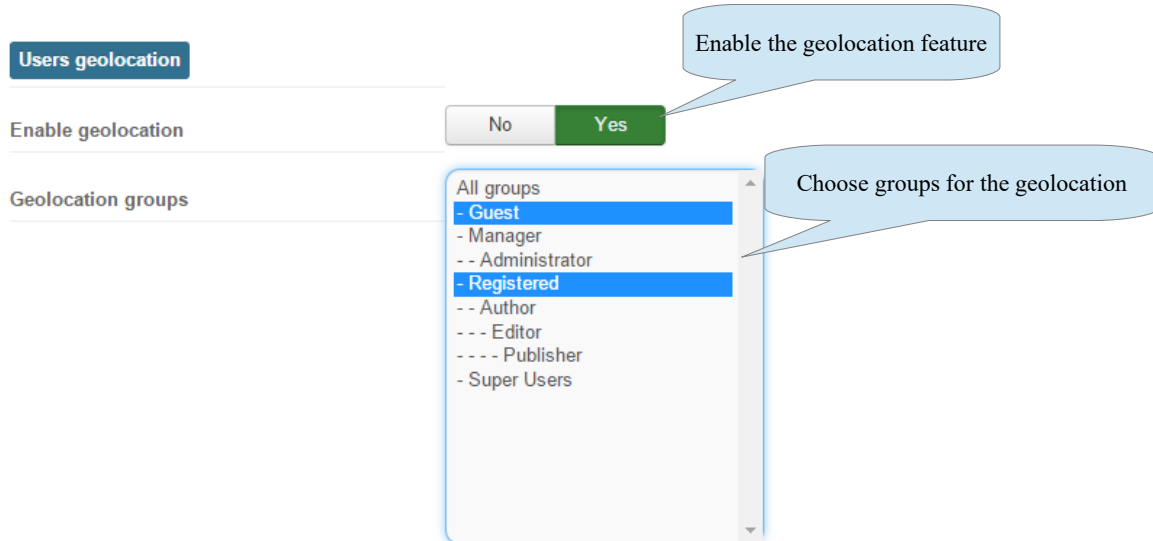 Enable the geolocation feature
Users geolocation
Enable geolocation
No
Yes
Choose groups for the geolocation
Geolocation groups
All groups
- Guest
- Manager
- - Administrator
- Registered
- - Author
- - - Editor
- - - - Publisher
- Super Users